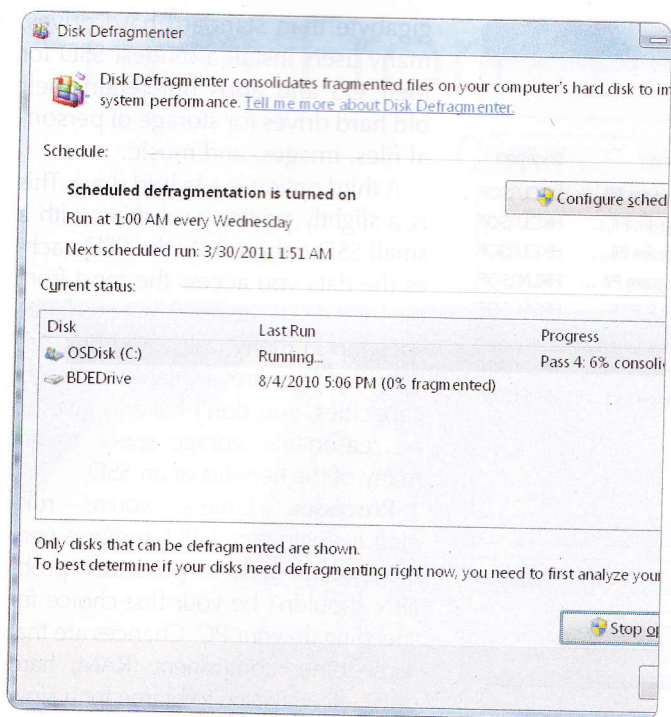 Disk Defragmenter
Disk Defragmenter consolidates fragmented files on your computer's hard disk to im
system performance. Tell me more about Disk Defragmenter.
Schedule:
Scheduled defragmentation is turned on
Configure sched
Run at 1:00 AM every Wednesday
Next scheduled run: 3/30/2011 1:51 AM
Current status:
Disk Last Run Progress
OSDisk (C:) Running... Pass 4: 6% consoli
BDEDrive 8/4/2010 5:06 PM (0% fragmented)
Only disks that can be defragmented are shown.
To best determine if your disks need defragmenting right now, you need to first analyze your
Stop op